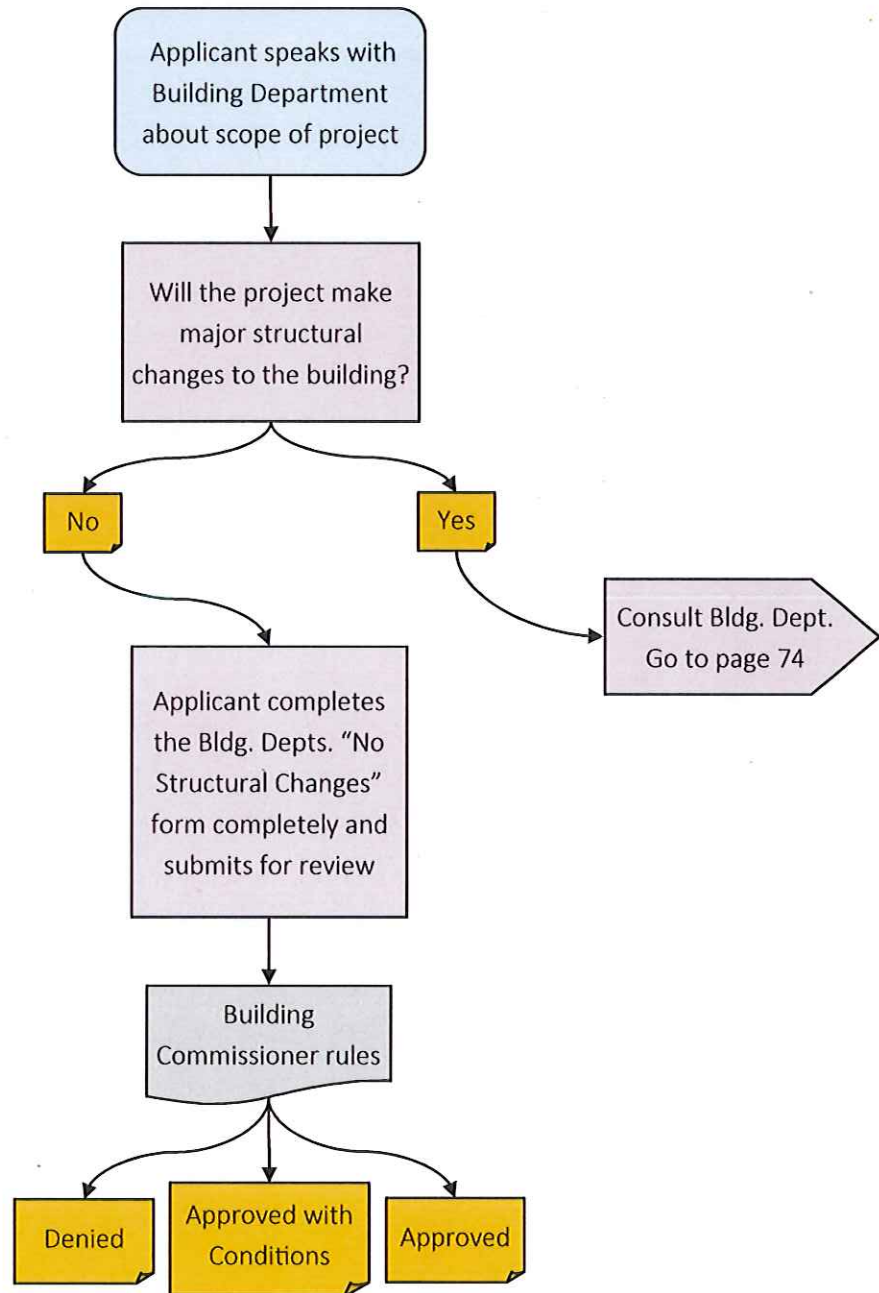 Applicant speaks with
Building Department
about scope of project
Will the project make
major structural
changes to the building?
No
Yes
Consult Bldg. Dept.
Go to page 74
Applicant completes
the Bldg. Depts. “No
Structural Changes”
form completely and
submits for review
Building
Commissioner rules
Denied
Approved with
Conditions
Approved